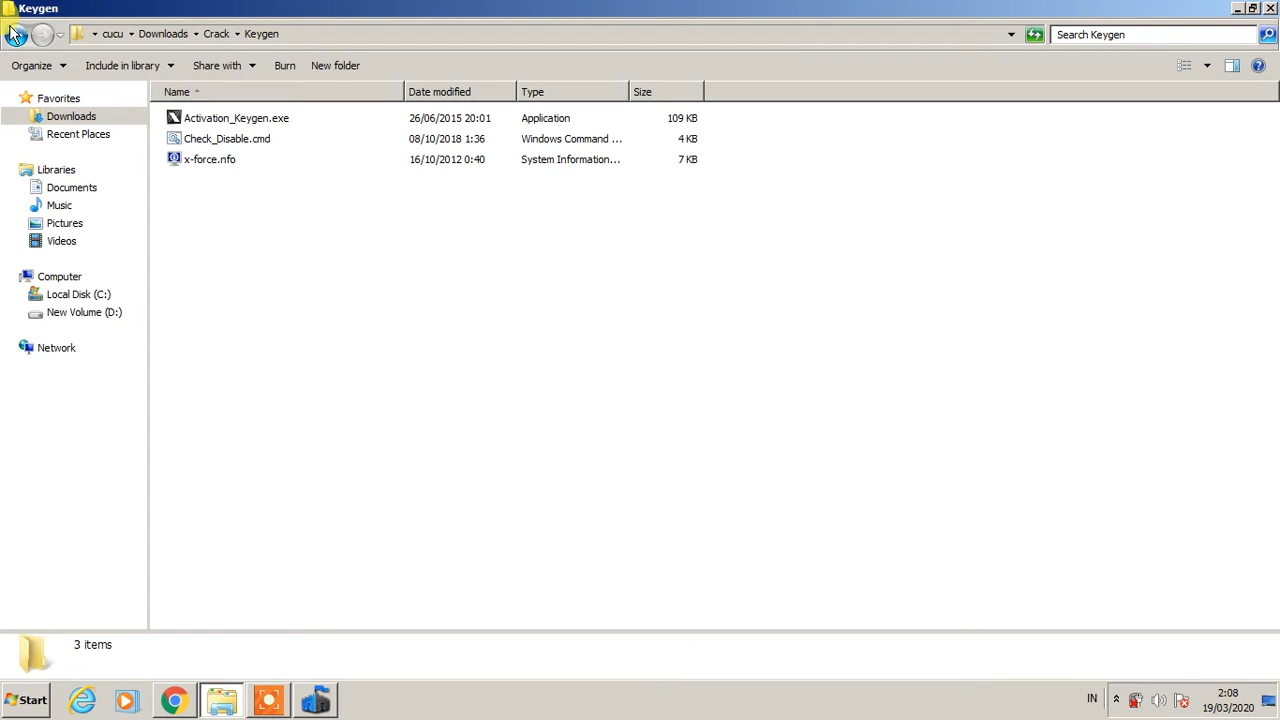 Keygen
cucu Downloads Crack Keygen
Search Keygen
Organize Include in library Share with Burn New folder
Name Date modified Type Size
Favorites
Downloads
Recent Places
Libraries
Documents
Music
Pictures
Videos
Computer
Local Disk (C:)
New Volume (D:)
Network
Activation_Keygen.exe 26/06/2015 20:01 Application 109 KB
Check_Disable.cmd 08/10/2018 1:36 Windows Command ... 4 KB
x-force.nfo 16/10/2012 0:40 System Information... 7 KB
3 items
Start
IN
2:08
19/03/2020